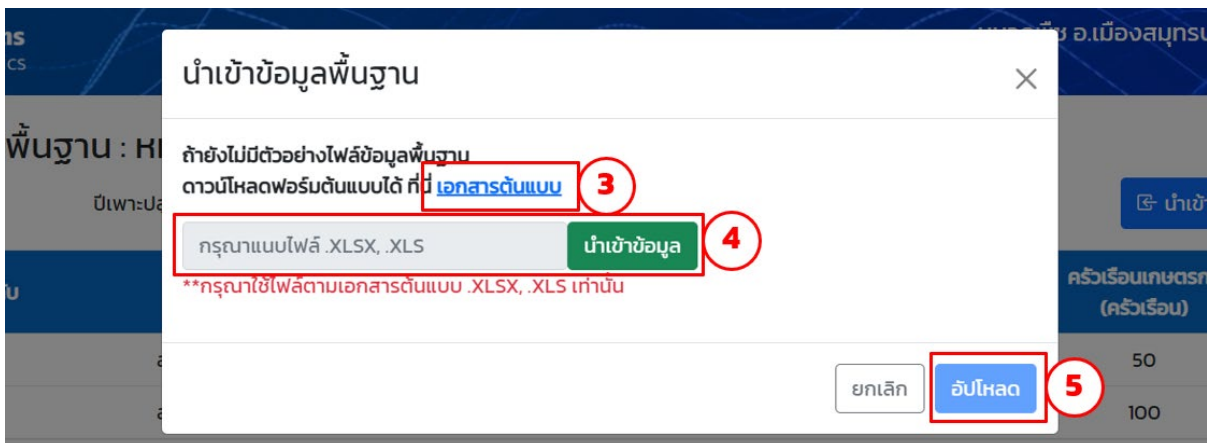 CS
อ.เมืองสมุทร
นำเข้าข้อมูลพื้นฐาน
พื้นฐาน :
ถ้ายังไม่มีตัวอย่างไฟล์ข้อมูลพื้นฐาน
ดาวน์โหลดฟอร์มต้นแบบได้ ที่นี่ เอกสารต้นแบบ
3
ปีเพาะปล
นำเข้
กรุณาแนบไฟล์ .XLSX, .XLS
นำเข้าข้อมูล
4
**กรุณาใช้ไฟล์ตามเอกสารต้นแบบ .XLSX, .XLS เท่านั้น
ครัวเรือนเกษตรก
(ครัวเรือน)
50
ยกเลิก
อัปโหลด
5
100